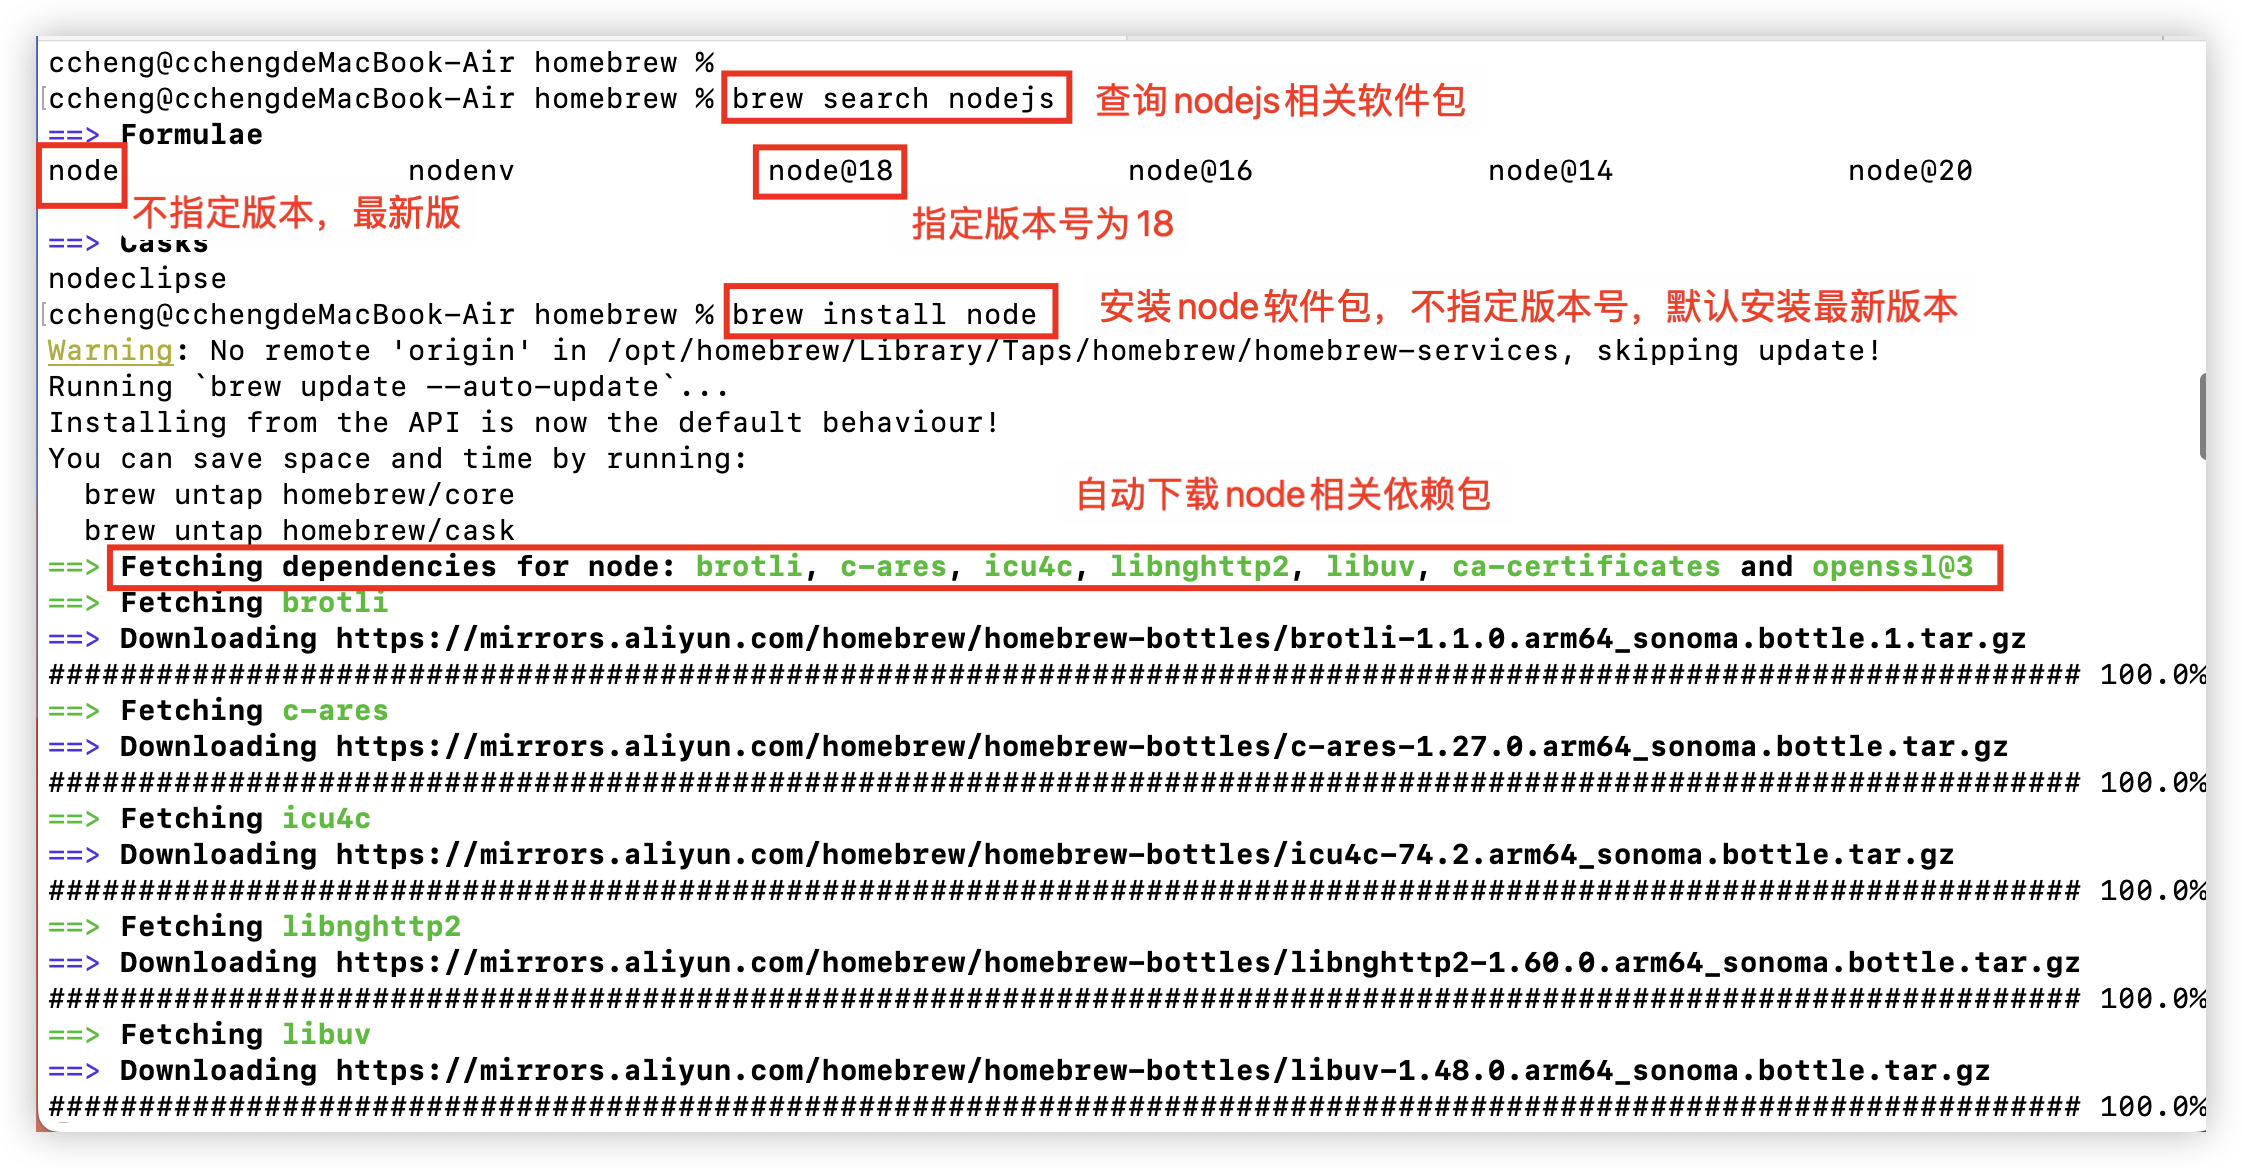 ccheng@cchengdeMacBook-Air homebrew %
ccheng@cchengdeMacBook-Air homebrew % brew search nodejs 查询nodejs相关软件包
==> Formulae
node nodenv node@18 node@16 node@14 node@20
不指定版本，最新版 指定版本号为18
==> Casks
nodeclipse
ccheng@cchengdeMacBook-Air homebrew % brew install node 安装node软件包，不指定版本号，默认安装最新版本
Warning: No remote 'origin' in /opt/homebrew/Library/Taps/homebrew/homebrew-services, skipping update!
Running `brew update --auto-update`...
Installing from the API is now the default behaviour!
You can save space and time by running:
brew untap homebrew/core
自动下载node相关依赖包
brew untap homebrew/cask
==> Fetching dependencies for node: brotli, c-ares, icu4c, libnghttp2, libuv, ca-certificates and openssl@3
==> Fetching brotli
==> Downloading https://mirrors.aliyun.com/homebrew/homebrew-bottles/brotli-1.1.0.arm64_sonoma.bottle.1.tar.gz
################################################################################################################# 100.0%
==> Fetching c-ares
==> Downloading https://mirrors.aliyun.com/homebrew/homebrew-bottles/c-ares-1.27.0.arm64_sonoma.bottle.tar.gz
################################################################################################################# 100.0%
==> Fetching icu4c
==> Downloading https://mirrors.aliyun.com/homebrew/homebrew-bottles/icu4c-74.2.arm64_sonoma.bottle.tar.gz
################################################################################################################# 100.0%
==> Fetching libnghttp2
==> Downloading https://mirrors.aliyun.com/homebrew/homebrew-bottles/libnghttp2-1.60.0.arm64_sonoma.bottle.tar.gz
################################################################################################################# 100.0%
==> Fetching libuv
==> Downloading https://mirrors.aliyun.com/homebrew/homebrew-bottles/libuv-1.48.0.arm64_sonoma.bottle.tar.gz
################################################################################################################# 100.0%